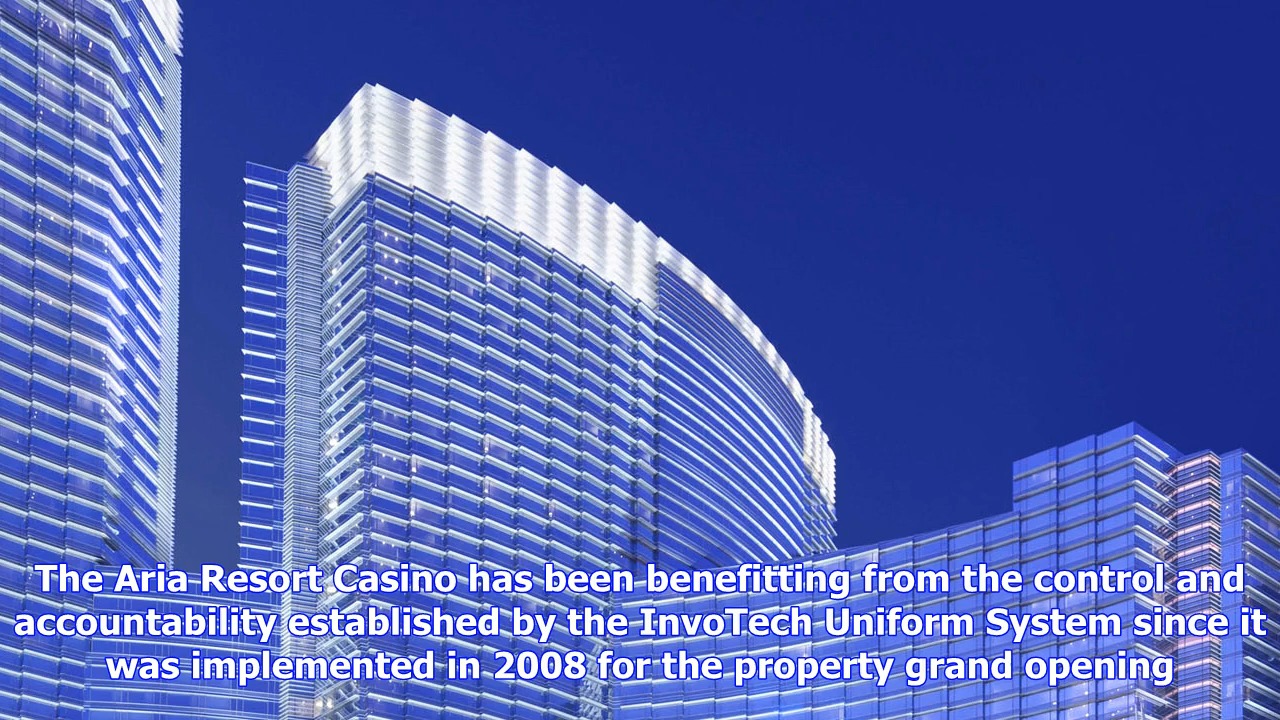 The Aria Resort Casino has been benefitting from the control and
accountability established by the InvoTech Uniform System since it
was implemented in 2008 for the property grand opening